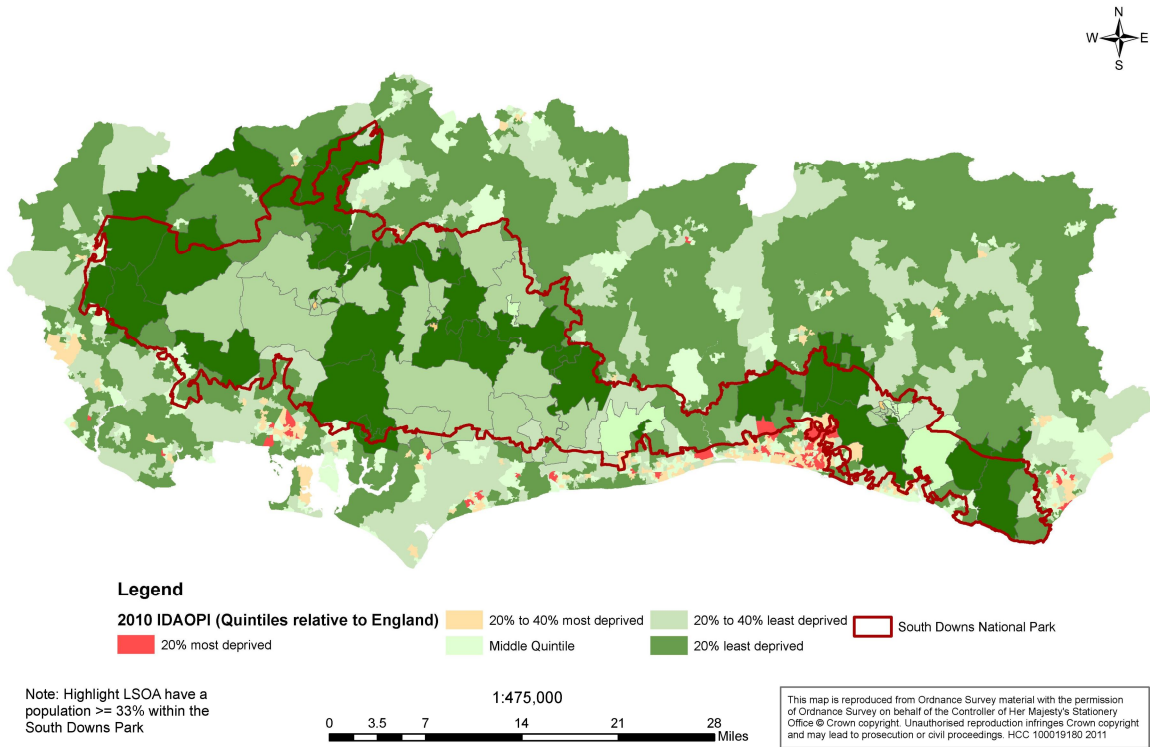 N
W E
S
Legend
2010 IDAOPI (Quintiles relative to England)
20% most deprived
20% to 40% most deprived
Middle Quintile
20% to 40% least deprived
20% least deprived
South Downs National Park
Note: Highlight LSOA have a
population >= 33% within the
South Downs Park
1:475,000
0 3.5 7 14 21 28
Miles
This map is reproduced from Ordnance Survey material with the permission
of Ordnance Survey on behalf of the Controller of Her Majesty's Stationery
Office © Crown copyright. Unauthorised reproduction infringes Crown copyright
and may lead to prosecution or civil proceedings. HCC 100019180 2011